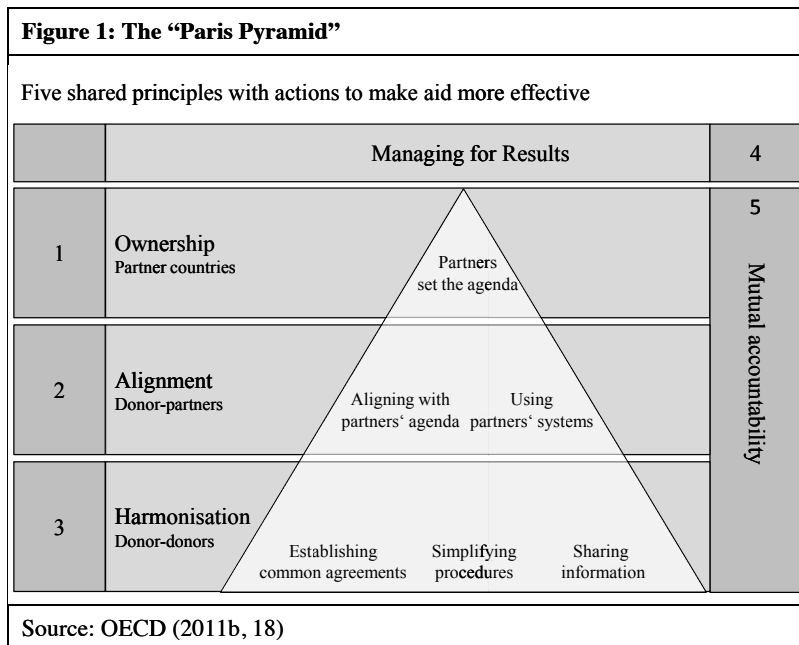 Figure 1: The “Paris Pyramid”
Five shared principles with actions to make aid more effective
Managing for Results
4
1
Ownership
Partner countries
Partners
set the agenda
5
Mutual accountability
2
Alignment
Donor-partners
Aligning with
partners‘ agenda
Using
partners‘ systems
3
Harmonisation
Donor-donors
Establishing
common agreements
Simplifying
procedures
Sharing
information
Source: OECD (2011b, 18)